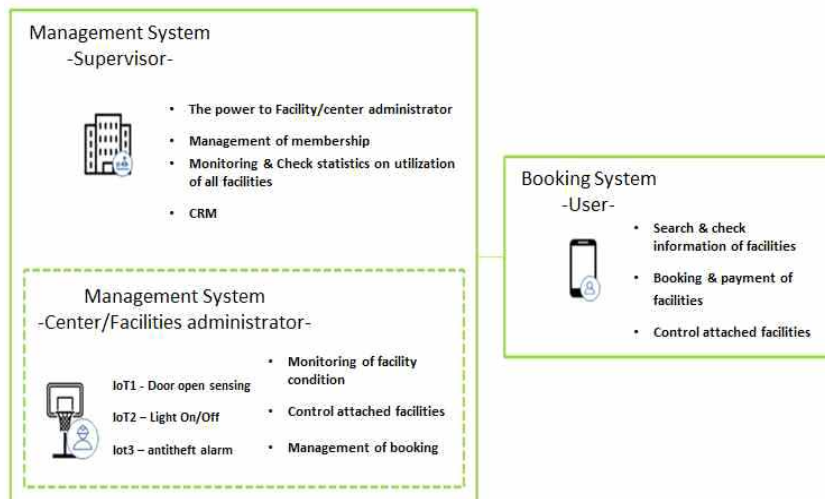 Management System
-Supervisor-
• The power to Facility/center administrator
• Management of membership
• Monitoring & Check statistics on utilization
of all facilities
• CRM
Management System
-Center/Facilities administrator-
IoT1 - Door open sensing
IoT2 – Light On/Off
Iot3 – antitheft alarm
• Monitoring of facility
condition
• Control attached facilities
• Management of booking
Booking System
-User-
• Search & check
information of facilities
• Booking & payment of
facilities
• Control attached facilities